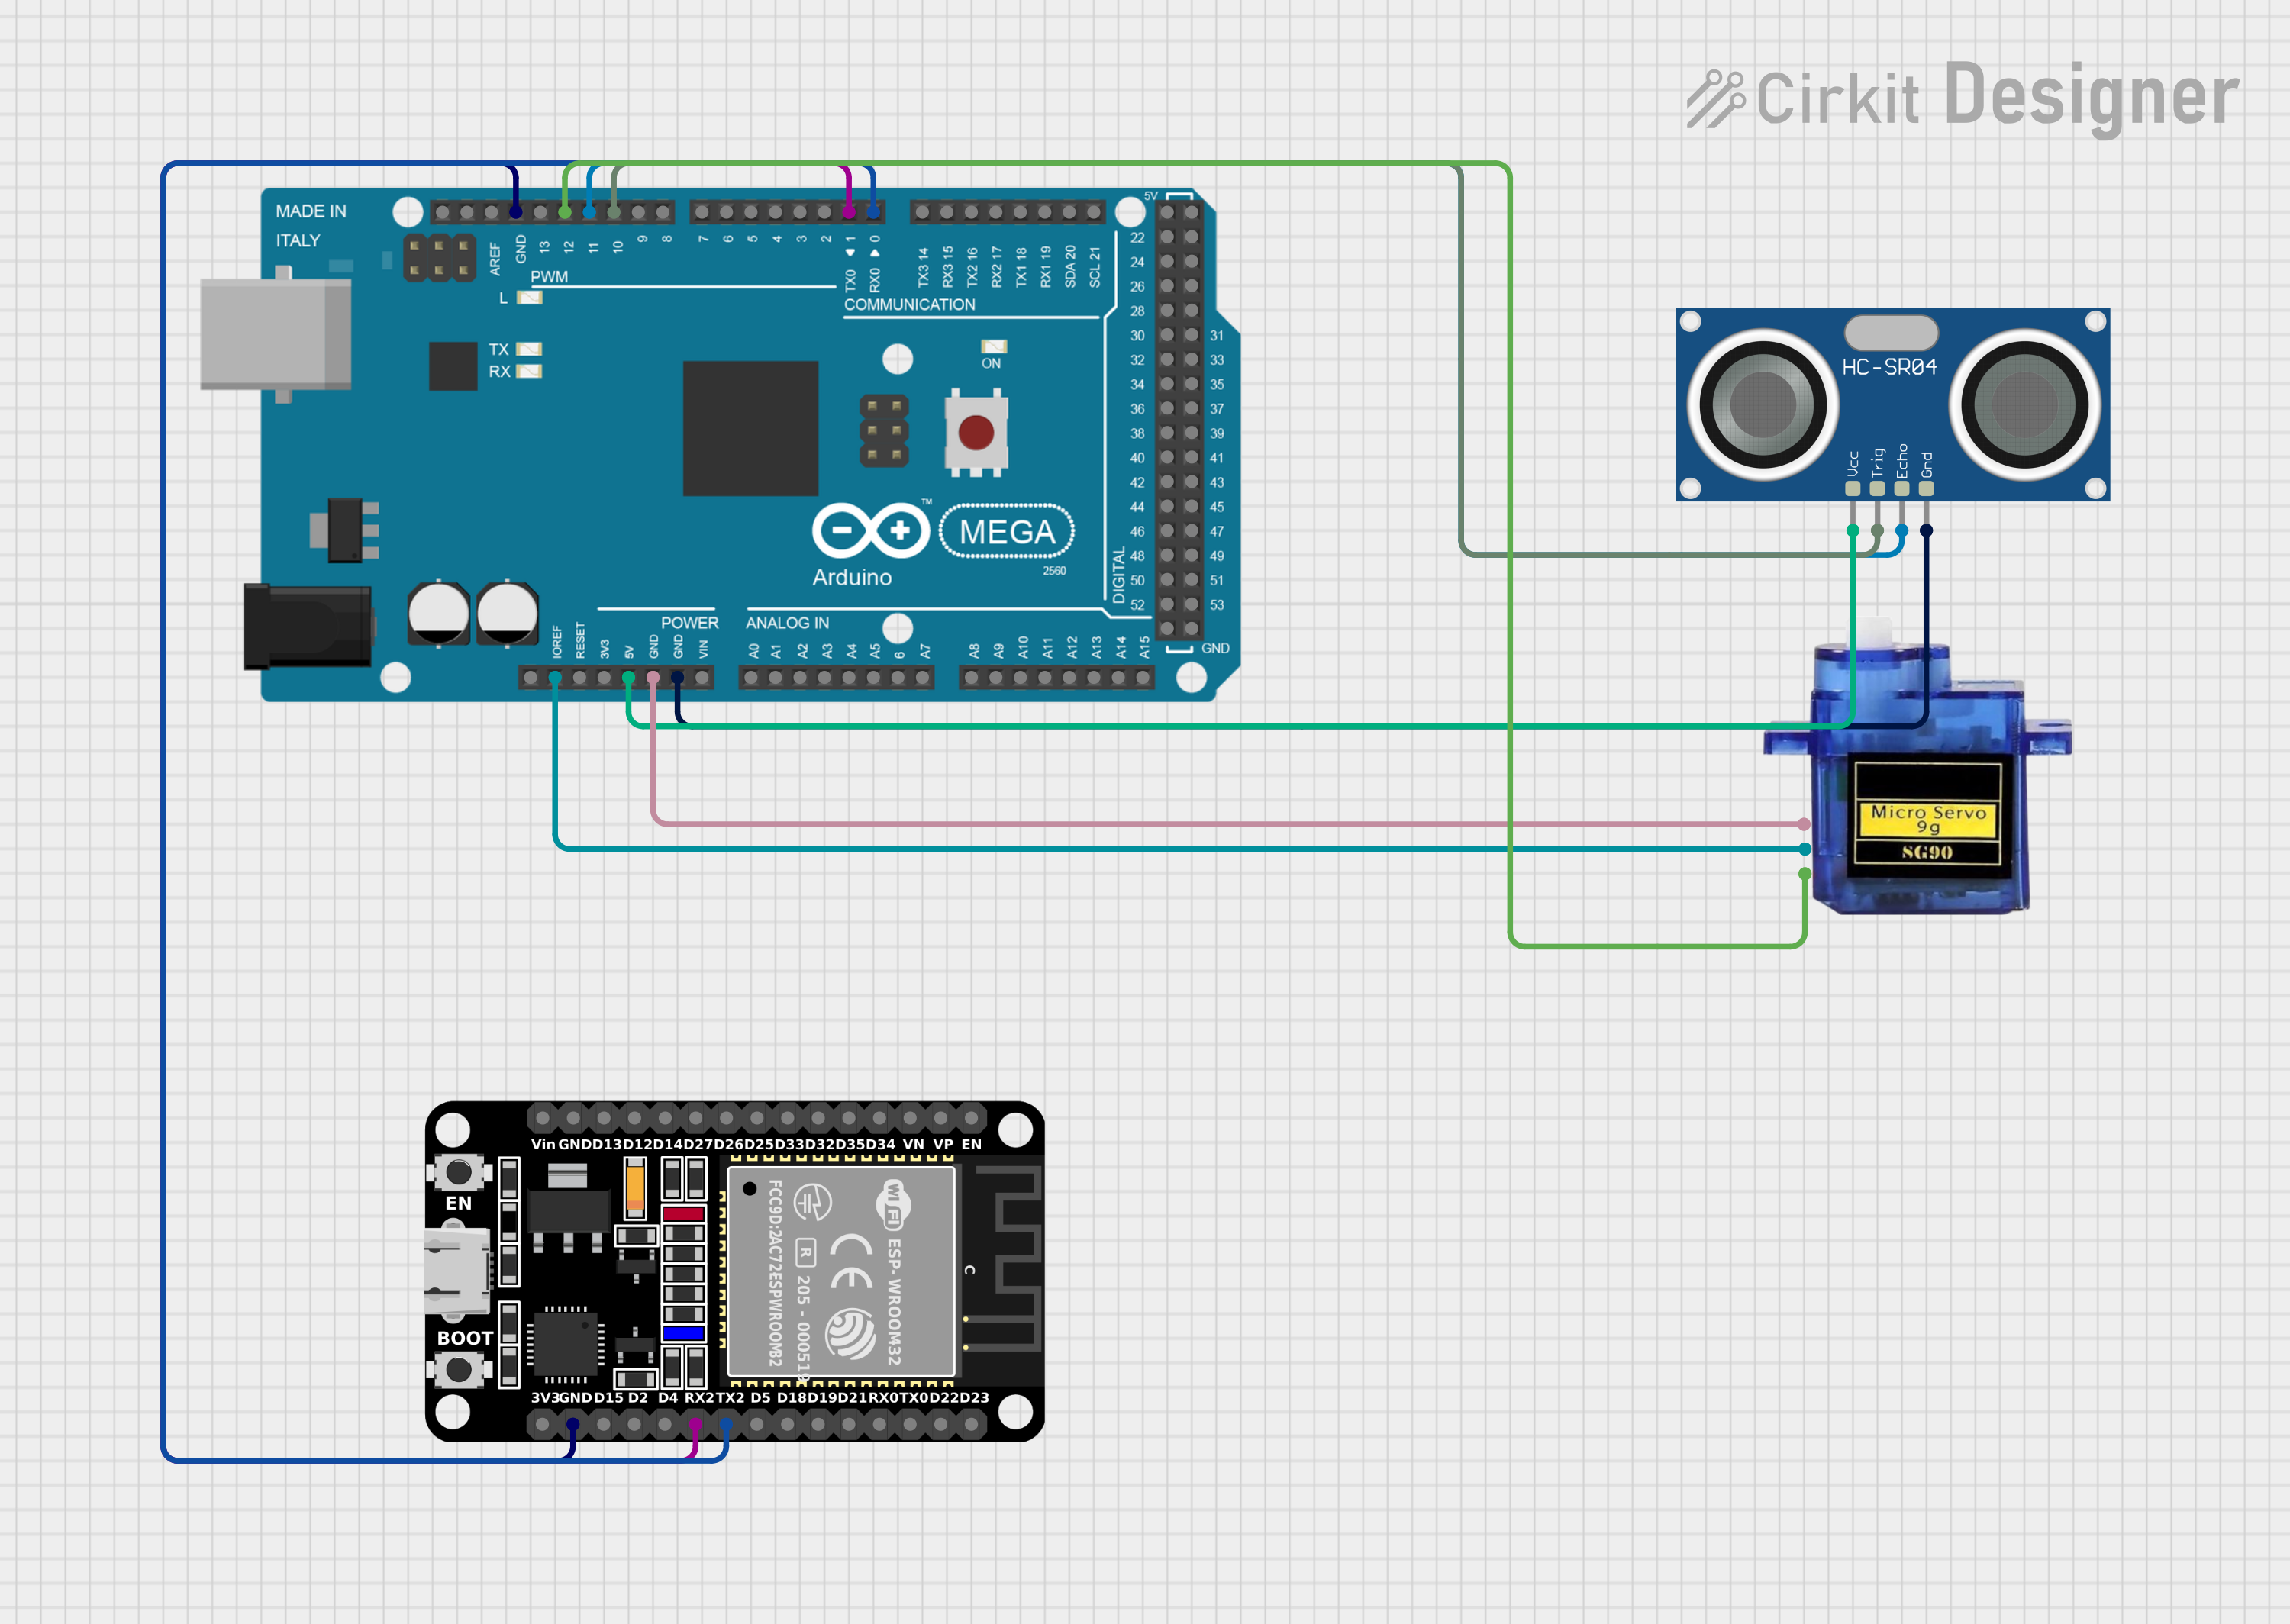 Cirkit Designer
MADE IN
ITALY
AREF
GND
13
12
11
10
9
8
7
6
5
4
3
2
TX0 ◄ 1
RX0 ► 0
TX3 14
RX3 15
TX2 16
RX2 17
TX1 18
RX1 19
SDA 20
SCL 21
5V
PWM
COMMUNICATION
L
TX
RX
ON
22
24
26
28
30 31
32 33
34 35
36 37
38 39
40 41
42 43
44 45
46 47
48 49
50 51
52 53
GND
DIGITAL
™
MEGA
2560
Arduino
POWER
ANALOG IN
IOREF
RESET
3V3
5V
GND
GND
VIN
A0
A1
A2
A3
A4
A5
6
A7
A8
A9
A10
A11
A12
A13
A14
A15
HC-SR04
Vcc
Trig
Echo
Gnd
Micro Servo
9g
SG90
Vin GND D13 D12 D14 D27 D26 D25 D33 D32 D35 D34 VN VP EN
EN
BOOT
WiFi
ESP-WROOM32
CE
R
205 - 000519
FCC9D:2AC72ESPWROOM32
C
3V3 GND D15 D2 D4 RX2 TX2 D5 D18 D19 D21 RX0 TX0 D22 D23